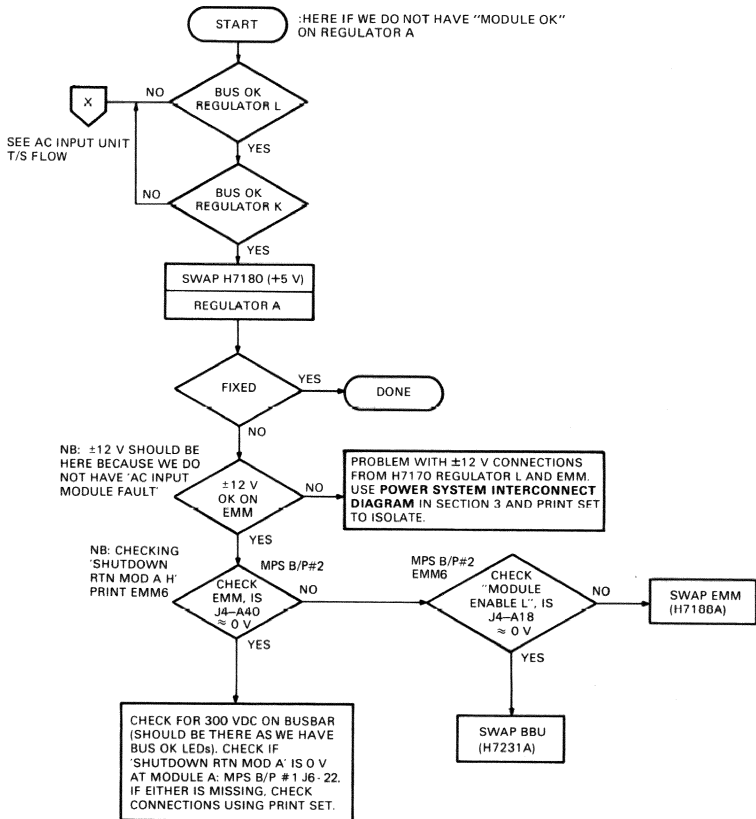 START
:HERE IF WE DO NOT HAVE "MODULE OK"
ON REGULATOR A
BUS OK
REGULATOR L
NO
X
SEE AC INPUT UNIT
T/S FLOW
YES
BUS OK
REGULATOR K
NO
YES
SWAP H7180 (+5 V)
REGULATOR A
FIXED
YES
DONE
NO
NB: ±12 V SHOULD BE
HERE BECAUSE WE DO
NOT HAVE 'AC INPUT
MODULE FAULT'
±12 V
OK ON
EMM
NO
PROBLEM WITH ±12 V CONNECTIONS
FROM H7170 REGULATOR L AND EMM.
USE POWER SYSTEM INTERCONNECT
DIAGRAM IN SECTION 3 AND PRINT SET
TO ISOLATE.
YES
NB: CHECKING
'SHUTDOWN
RTN MOD A H'
PRINT EMM6
MPS B/P#2
CHECK
EMM, IS
J4–A40
≈ 0 V
NO
MPS B/P#2
EMM6
CHECK
"MODULE
ENABLE L", IS
J4–A18
≈ 0 V
NO
SWAP EMM
(H7188A)
YES
YES
SWAP BBU
(H7231A)
CHECK FOR 300 VDC ON BUSBAR
(SHOULD BE THERE AS WE HAVE
BUS OK LEDs). CHECK IF
'SHUTDOWN RTN MOD A' IS 0 V
AT MODULE A: MPS B/P #1 J6-22.
IF EITHER IS MISSING, CHECK
CONNECTIONS USING PRINT SET.